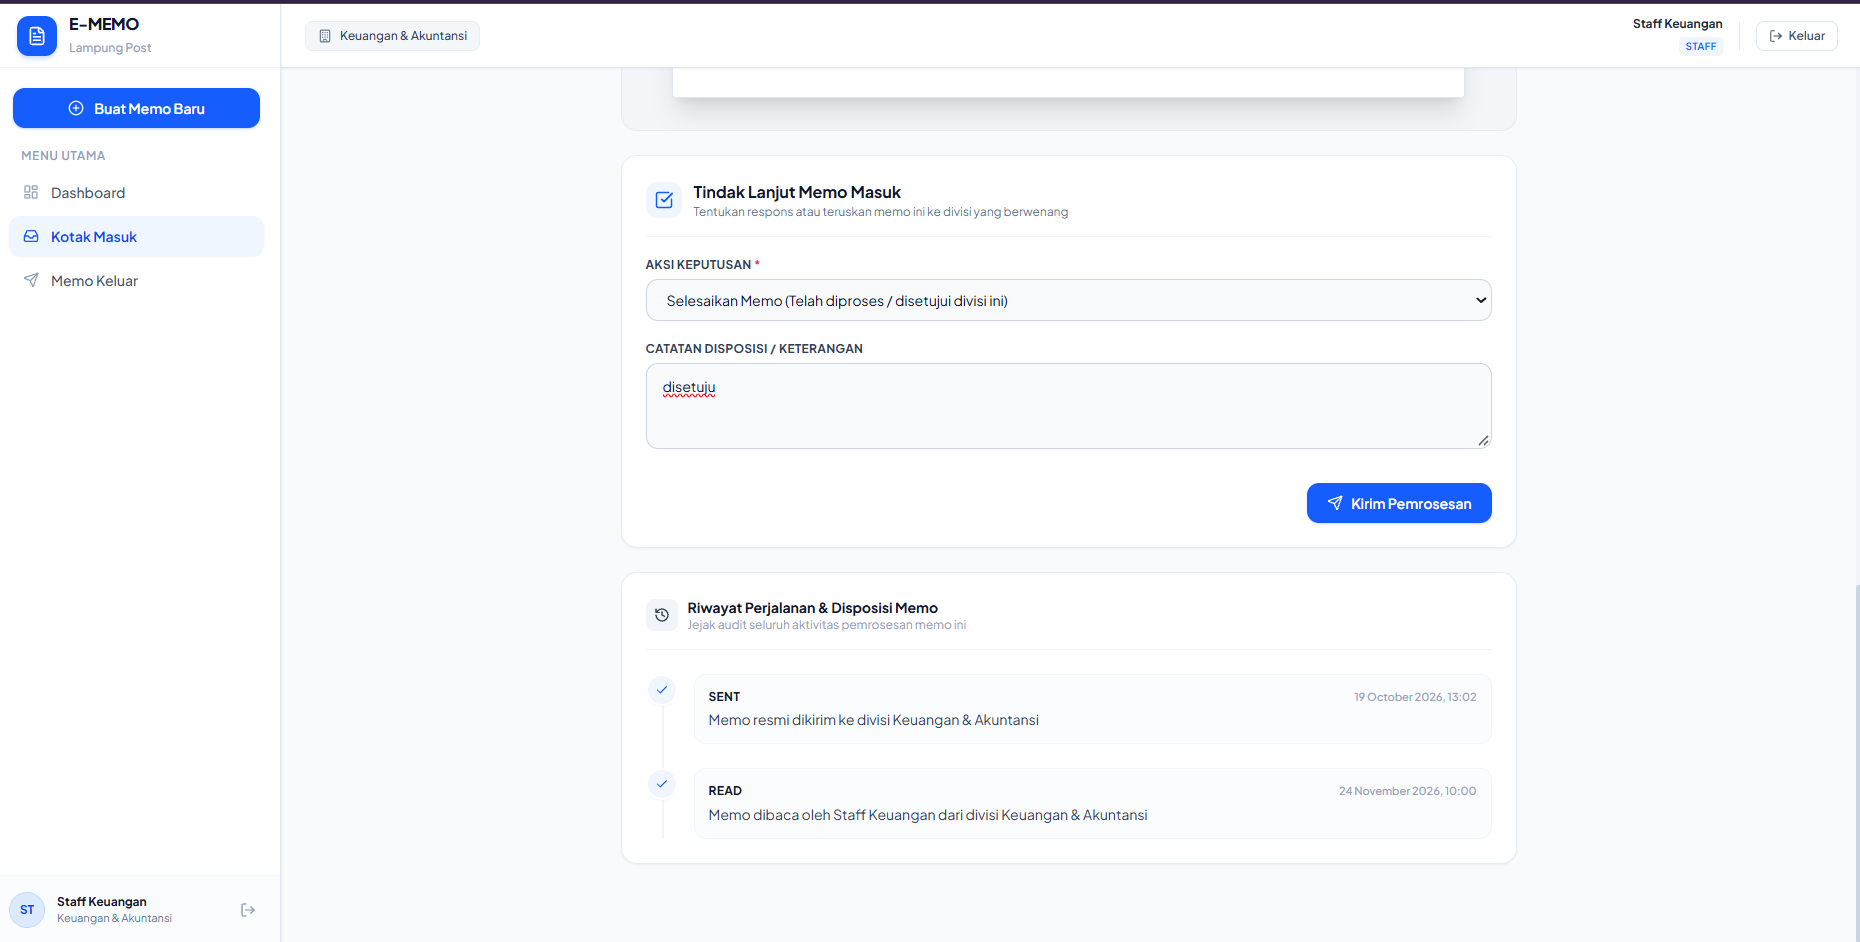 E-MEMO
Lampung Post
Keuangan & Akuntansi
Staff Keuangan
STAFF
Keluar
Buat Memo Baru
MENU UTAMA
Dashboard
Kotak Masuk
Memo Keluar
Tindak Lanjut Memo Masuk
Tentukan respons atau teruskan memo ini ke divisi yang berwenang
AKSI KEPUTUSAN *
Selesaikan Memo (Telah diproses / disetujui divisi ini)
CATATAN DISPOSISI / KETERANGAN
disetuju
Kirim Pemrosesan
Riwayat Perjalanan & Disposisi Memo
Jejak audit seluruh aktivitas pemrosesan memo ini
SENT
19 October 2026, 13:02
Memo resmi dikirim ke divisi Keuangan & Akuntansi
READ
24 November 2026, 10:00
Memo dibaca oleh Staff Keuangan dari divisi Keuangan & Akuntansi
ST
Staff Keuangan
Keuangan & Akuntansi